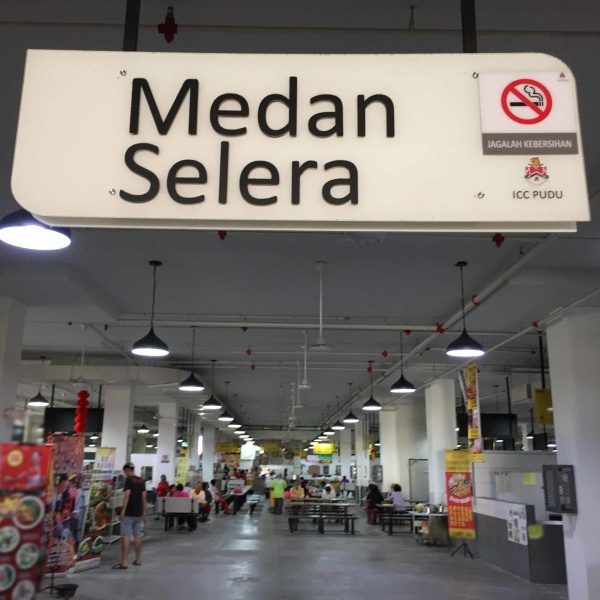 Medan
Selera
JAGALAH KEBERSIHAN
ICC PUDU